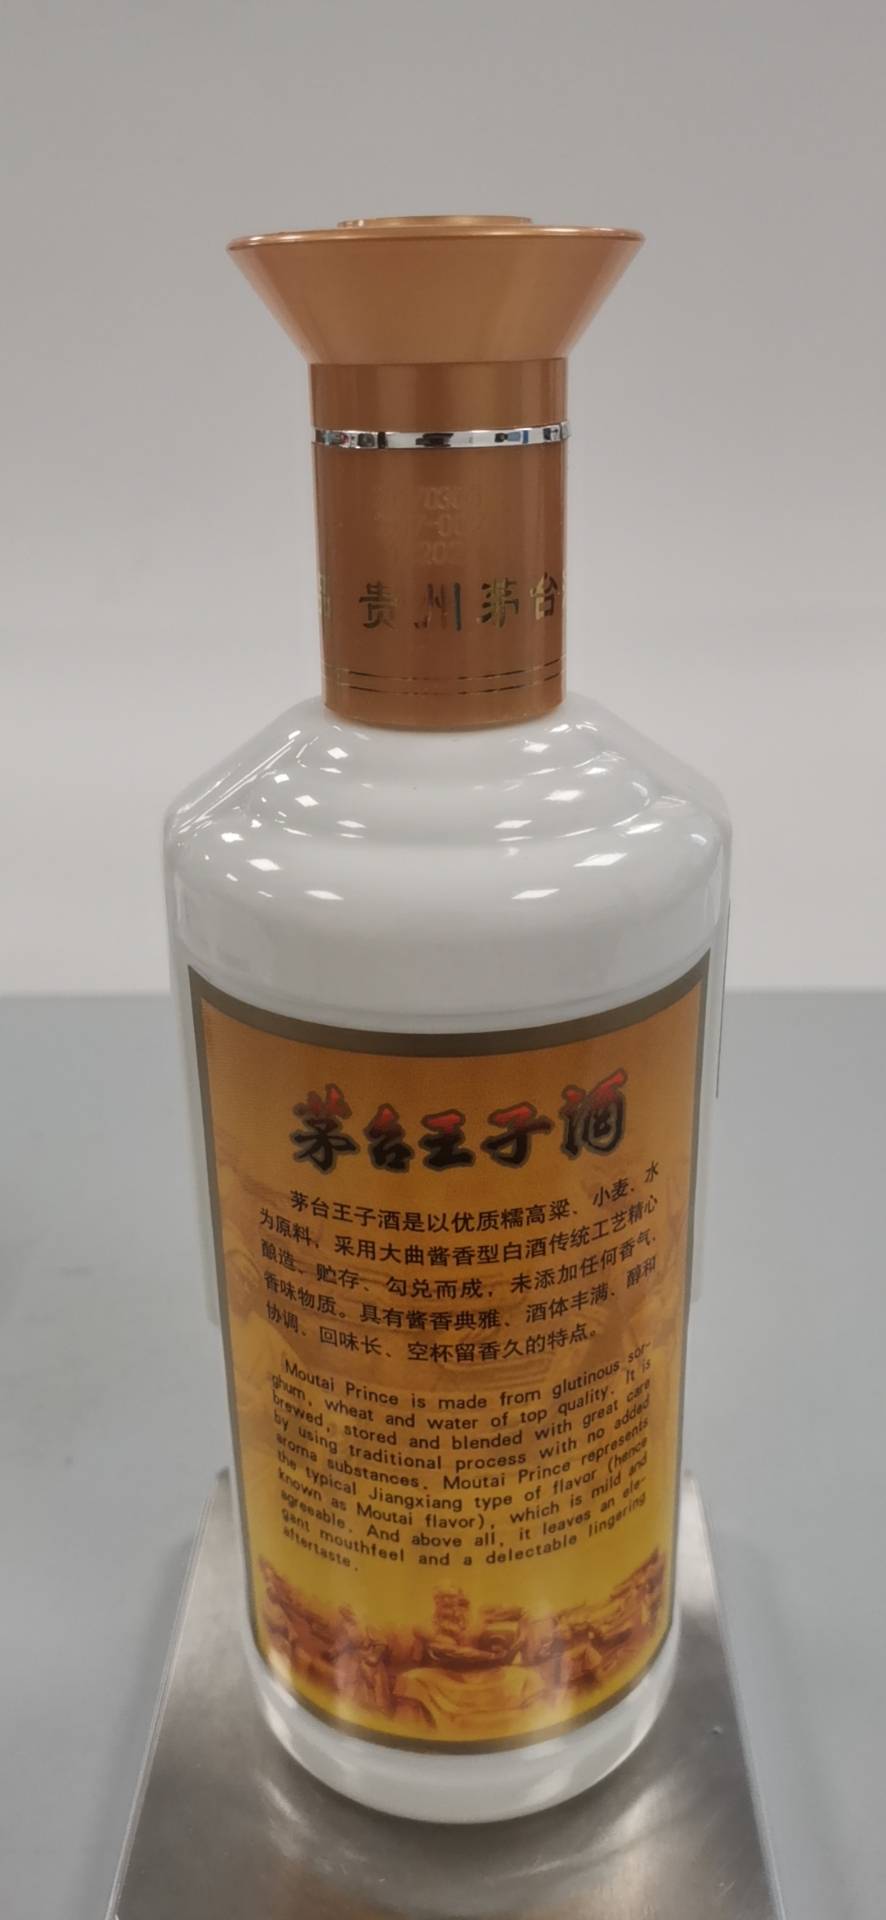 贵州茅台
茅台王子酒
茅台王子酒是以优质糯高粱、小麦、水
为原料，采用大曲酱香型白酒传统工艺精心
酿造、贮存、勾兑而成，未添加任何香气、
香味物质。具有酱香典雅、酒体丰满、醇和
协调、回味长、空杯留香久的特点。
Moutai Prince is made from glutinous sor-
ghum, wheat and water of top quality. It is
brewed, stored and blended with great care
by using traditional process with no added
aroma substances. Moutai Prince represents
the typical Jiangxiang type of flavor (hence
known as Moutai flavor), which is mild and
agreeable. And above all, it leaves an ele-
gant mouthfeel and a delectable lingering
aftertaste.